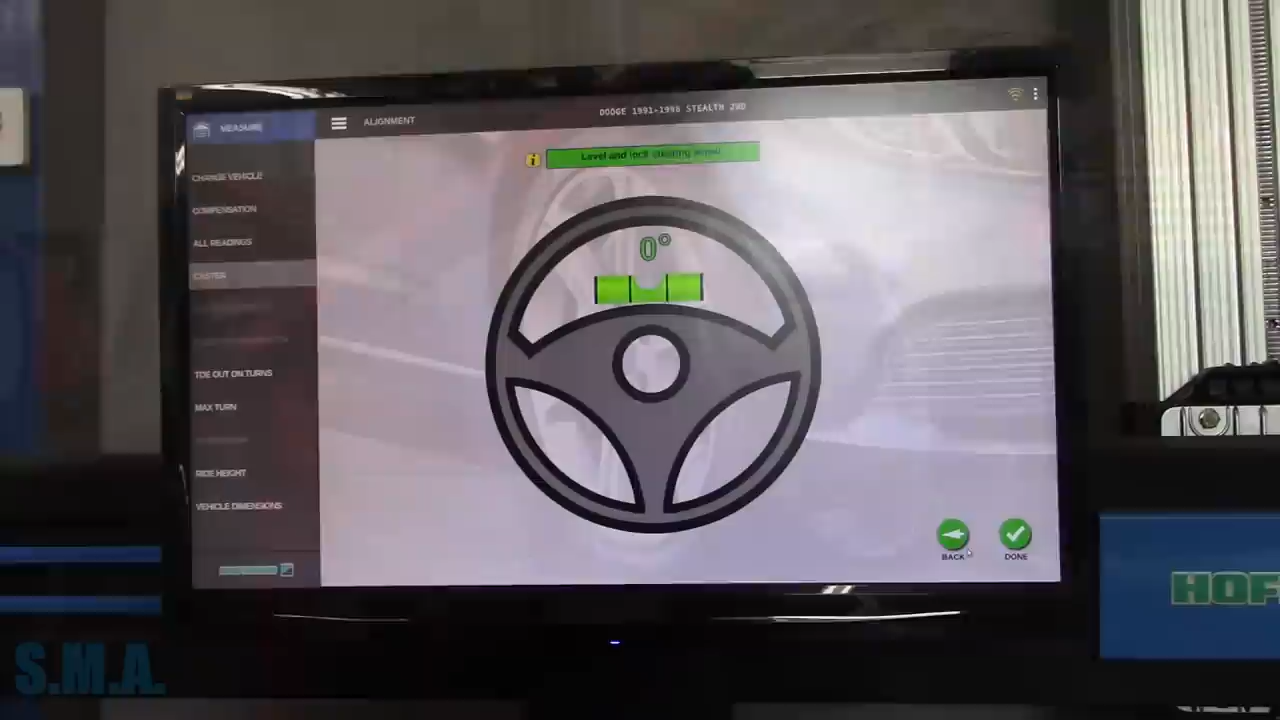 DODGE 1991-1996 STEALTH 2WD
MEASURE
ALIGNMENT
Level and lock steering wheel
CHANGE VEHICLE
COMPENSATION
ALL READINGS
CASTER
0°
TOE OUT ON TURNS
MAX TURN
RIDE HEIGHT
VEHICLE DIMENSIONS
BACK
DONE
HOF
S.M.A.